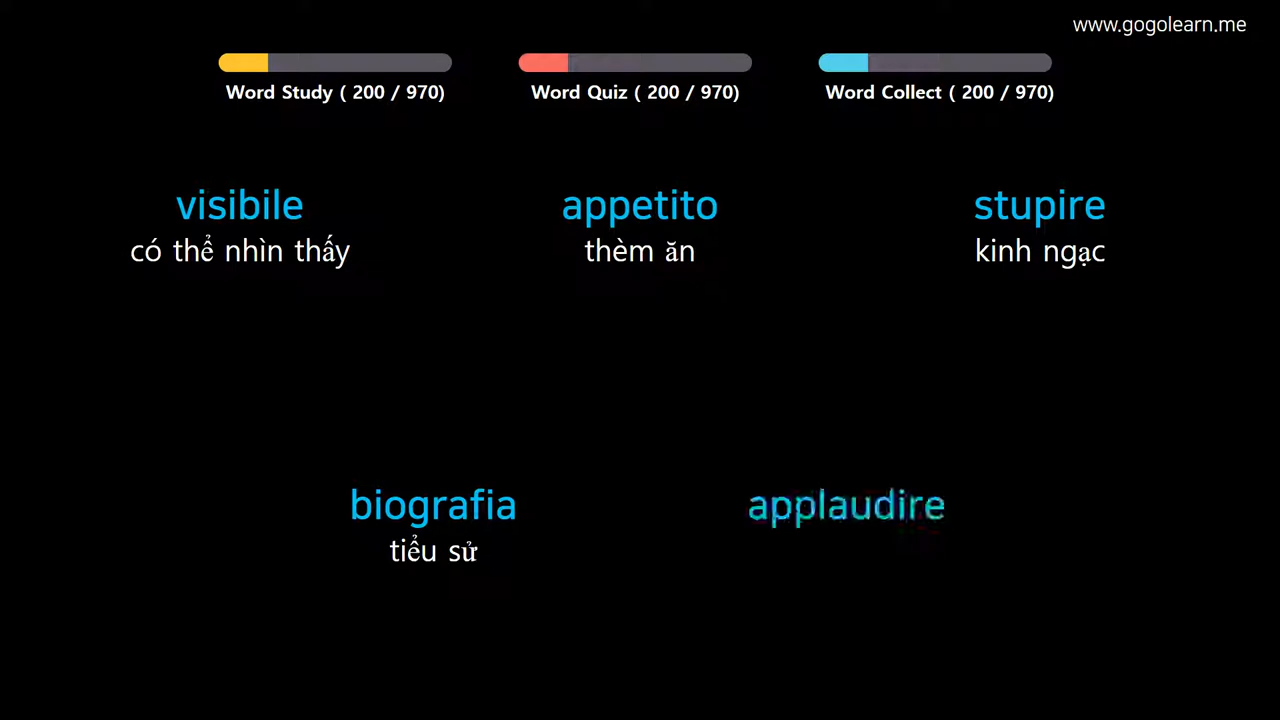 www.gogolearn.me
Word Study ( 200 / 970)
Word Quiz ( 200 / 970)
Word Collect ( 200 / 970)
visibile
có thể nhìn thấy
appetito
thèm ăn
stupire
kinh ngạc
biografia
tiểu sử
applaudire